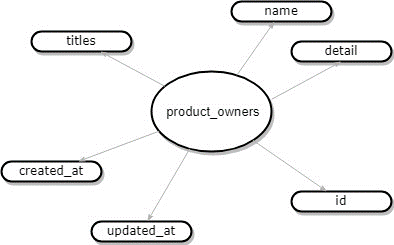 name
titles
detail
product_owners
created_at
id
updated_at